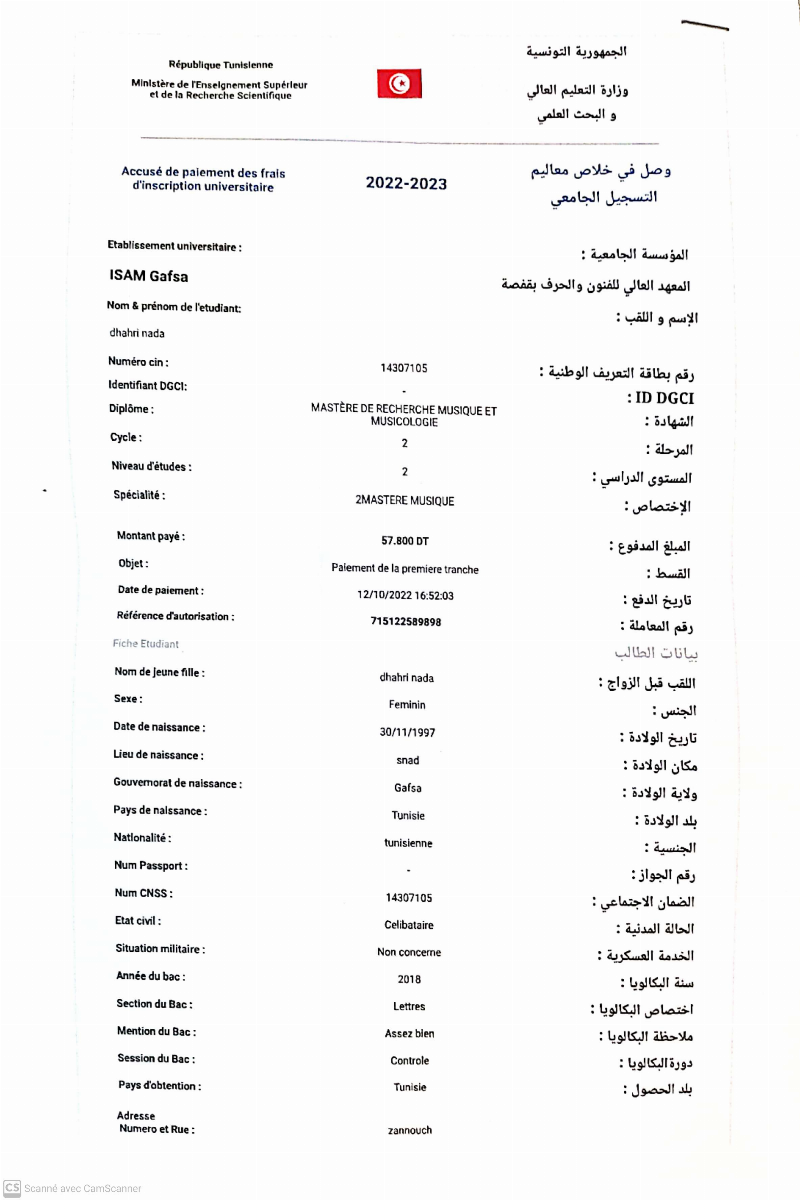 République Tunisienne
Ministère de l'Enseignement Supérieur
et de la Recherche Scientifique
الجمهورية التونسية
وزارة التعليم العالي
و البحث العلمي
Accusé de paiement des frais
d'inscription universitaire
2022-2023
وصل في خلاص معاليم
التسجيل الجامعي
Etablissement universitaire :
المؤسسة الجامعية :
ISAM Gafsa
المعهد العالي للفنون والحرف بقفصة
Nom & prénom de l'etudiant:
الإسم و اللقب :
dhahri nada
Numéro cin : 14307105 رقم بطاقة التعريف الوطنية :
Identifiant DGCI: - ID DGCI :
Diplôme : MASTÈRE DE RECHERCHE MUSIQUE ET الشهادة :
MUSICOLOGIE
Cycle : 2 المرحلة :
Niveau d'études : 2 المستوى الدراسي :
Spécialité : 2MASTERE MUSIQUE الإختصاص :
Montant payé : 57.800 DT المبلغ المدفوع :
Objet : Paiement de la premiere tranche القسط :
Date de paiement : 12/10/2022 16:52:03 تاريخ الدفع :
Référence d'autorisation : 715122589898 رقم المعاملة :
Fiche Etudiant بيانات الطالب
Nom de jeune fille : dhahri nada اللقب قبل الزواج :
Sexe : Feminin الجنس :
Date de naissance : 30/11/1997 تاريخ الولادة :
Lieu de naissance : snad مكان الولادة :
Gouvernorat de naissance : Gafsa ولاية الولادة :
Pays de naissance : Tunisie بلد الولادة :
Nationalité : tunisienne الجنسية :
Num Passport : - رقم الجواز :
Num CNSS : 14307105 الضمان الاجتماعي :
Etat civil : Celibataire الحالة المدنية :
Situation militaire : Non concerne الخدمة العسكرية :
Année du bac : 2018 سنة البكالويا :
Section du Bac : Lettres اختصاص البكالويا :
Mention du Bac : Assez bien ملاحظة البكالويا :
Session du Bac : Controle دورة البكالويا :
Pays d'obtention : Tunisie بلد الحصول :
Adresse
Numero et Rue : zannouch
CS Scanné avec CamScanner